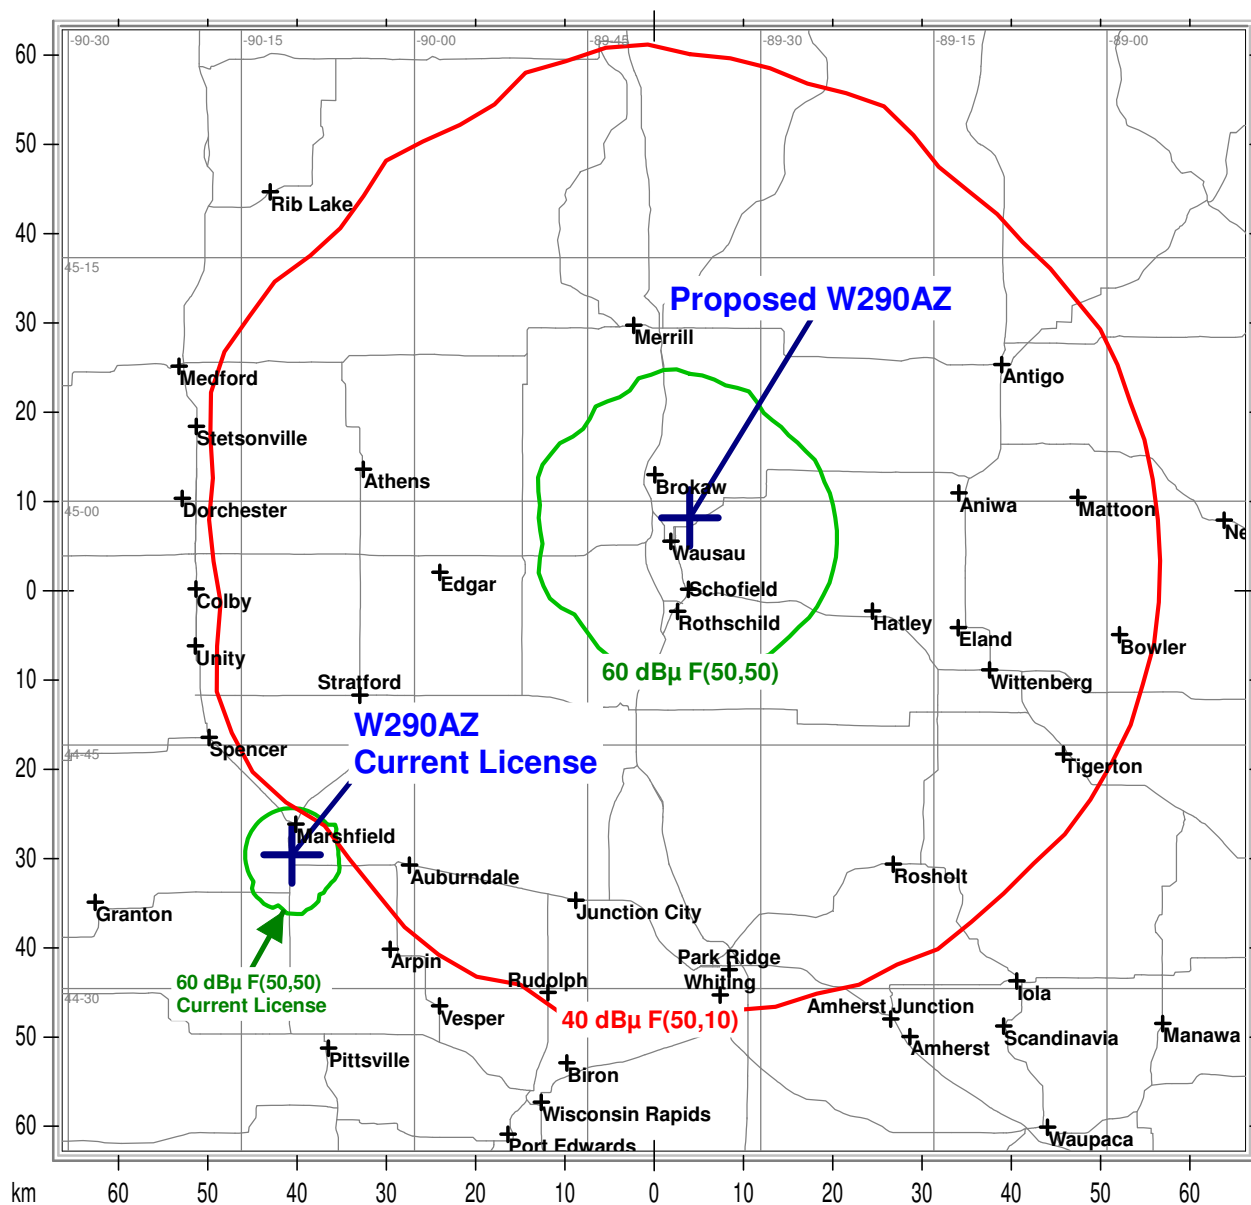 -90-30
-90-15
-90-00
-89-45
-89-30
-89-15
-89-00
60
50
Rib Lake
40
45-15
Proposed W290AZ
30
Merrill
Medford
Antigo
20
Stetsonville
Athens
Brokaw
10
Dorchester
45-00
Aniwa
Mattoon
Ne
Wausau
Edgar
0
Colby
Schofield
Rothschild
Hatley
Eland
Bowler
Unity
60 dBµ F(50,50)
10
Stratford
Wittenberg
W290AZ
Current License
Spencer
44-45
20
Tigerton
Marshfield
30
Auburndale
Rosholt
Granton
Junction City
40
Arpin
Park Ridge
60 dBµ F(50,50)
Current License
Rudolph
Whiting
44-30
Iola
Amherst Junction
Vesper
40 dBµ F(50,10)
50
Pittsville
Amherst
Scandinavia
Manawa
Biron
Wisconsin Rapids
60
Port Edwards
Waupaca
km
60
50
40
30
20
10
0
10
20
30
40
50
60